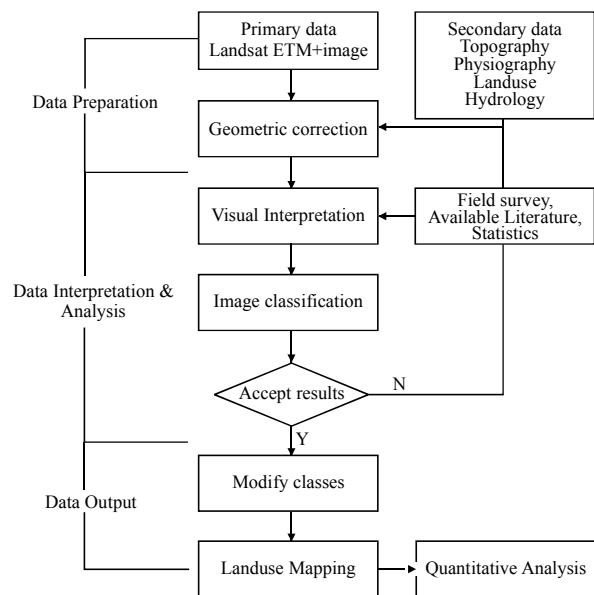 Primary data
Landsat ETM+image
Secondary data
Topography
Physiography
Landuse
Hydrology
Data Preparation
Geometric correction
Visual Interpretation
Field survey,
Available Literature,
Statistics
Data Interpretation &
Analysis
Image classification
Accept results
N
Y
Modify classes
Data Output
Landuse Mapping
Quantitative Analysis